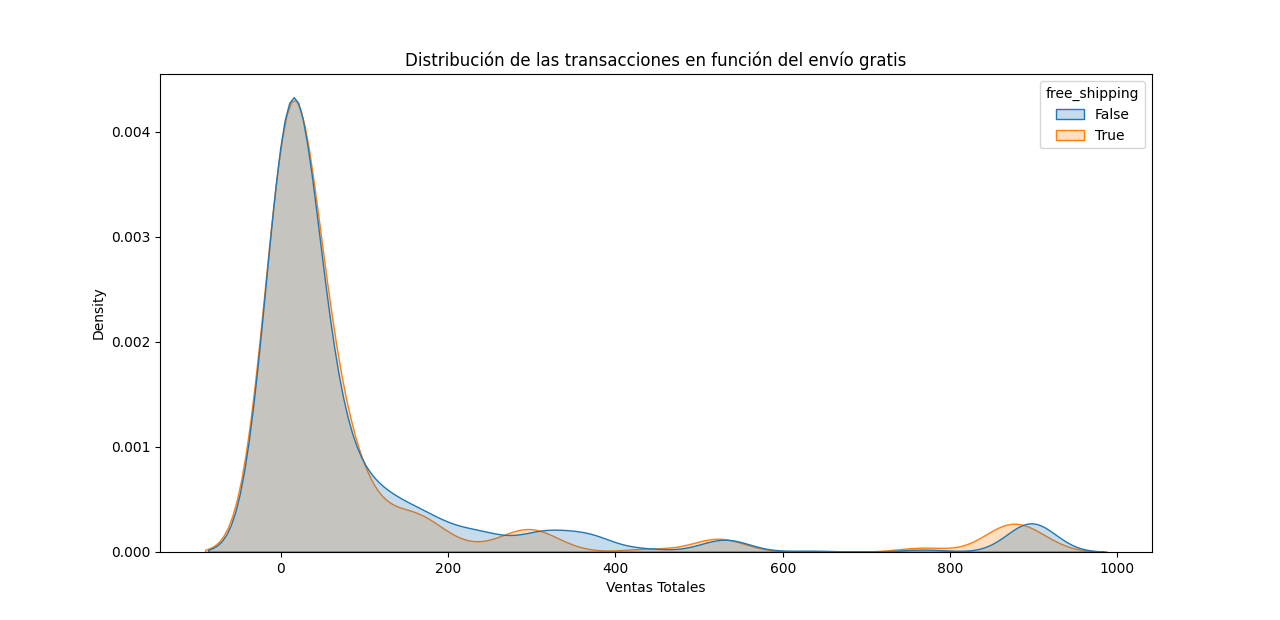 Distribución de las transacciones en función del envío gratis
free_shipping
False
True
0.004
0.003
0.002
0.001
0.000
Density
0
200
400
600
800
1000
Ventas Totales